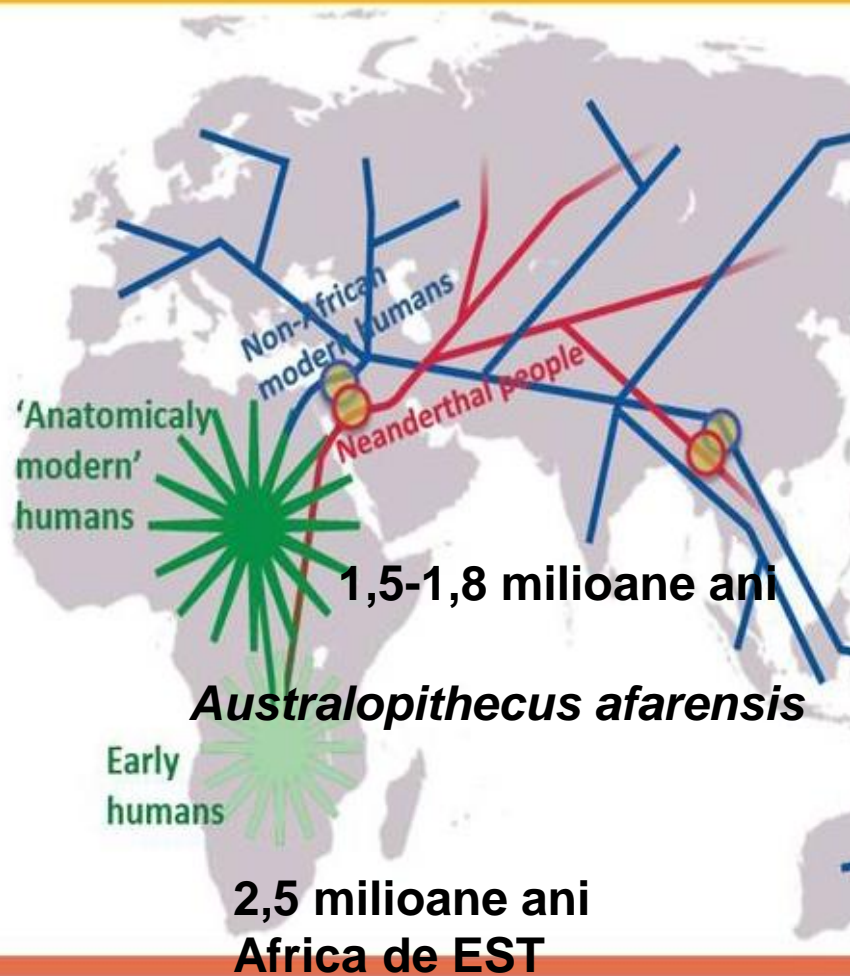 Non-African
modern humans
Neanderthal people
'Anatomicaly
modern'
humans
1,5-1,8 milioane ani
Australopithecus afarensis
Early
humans
2,5 milioane ani
Africa de EST